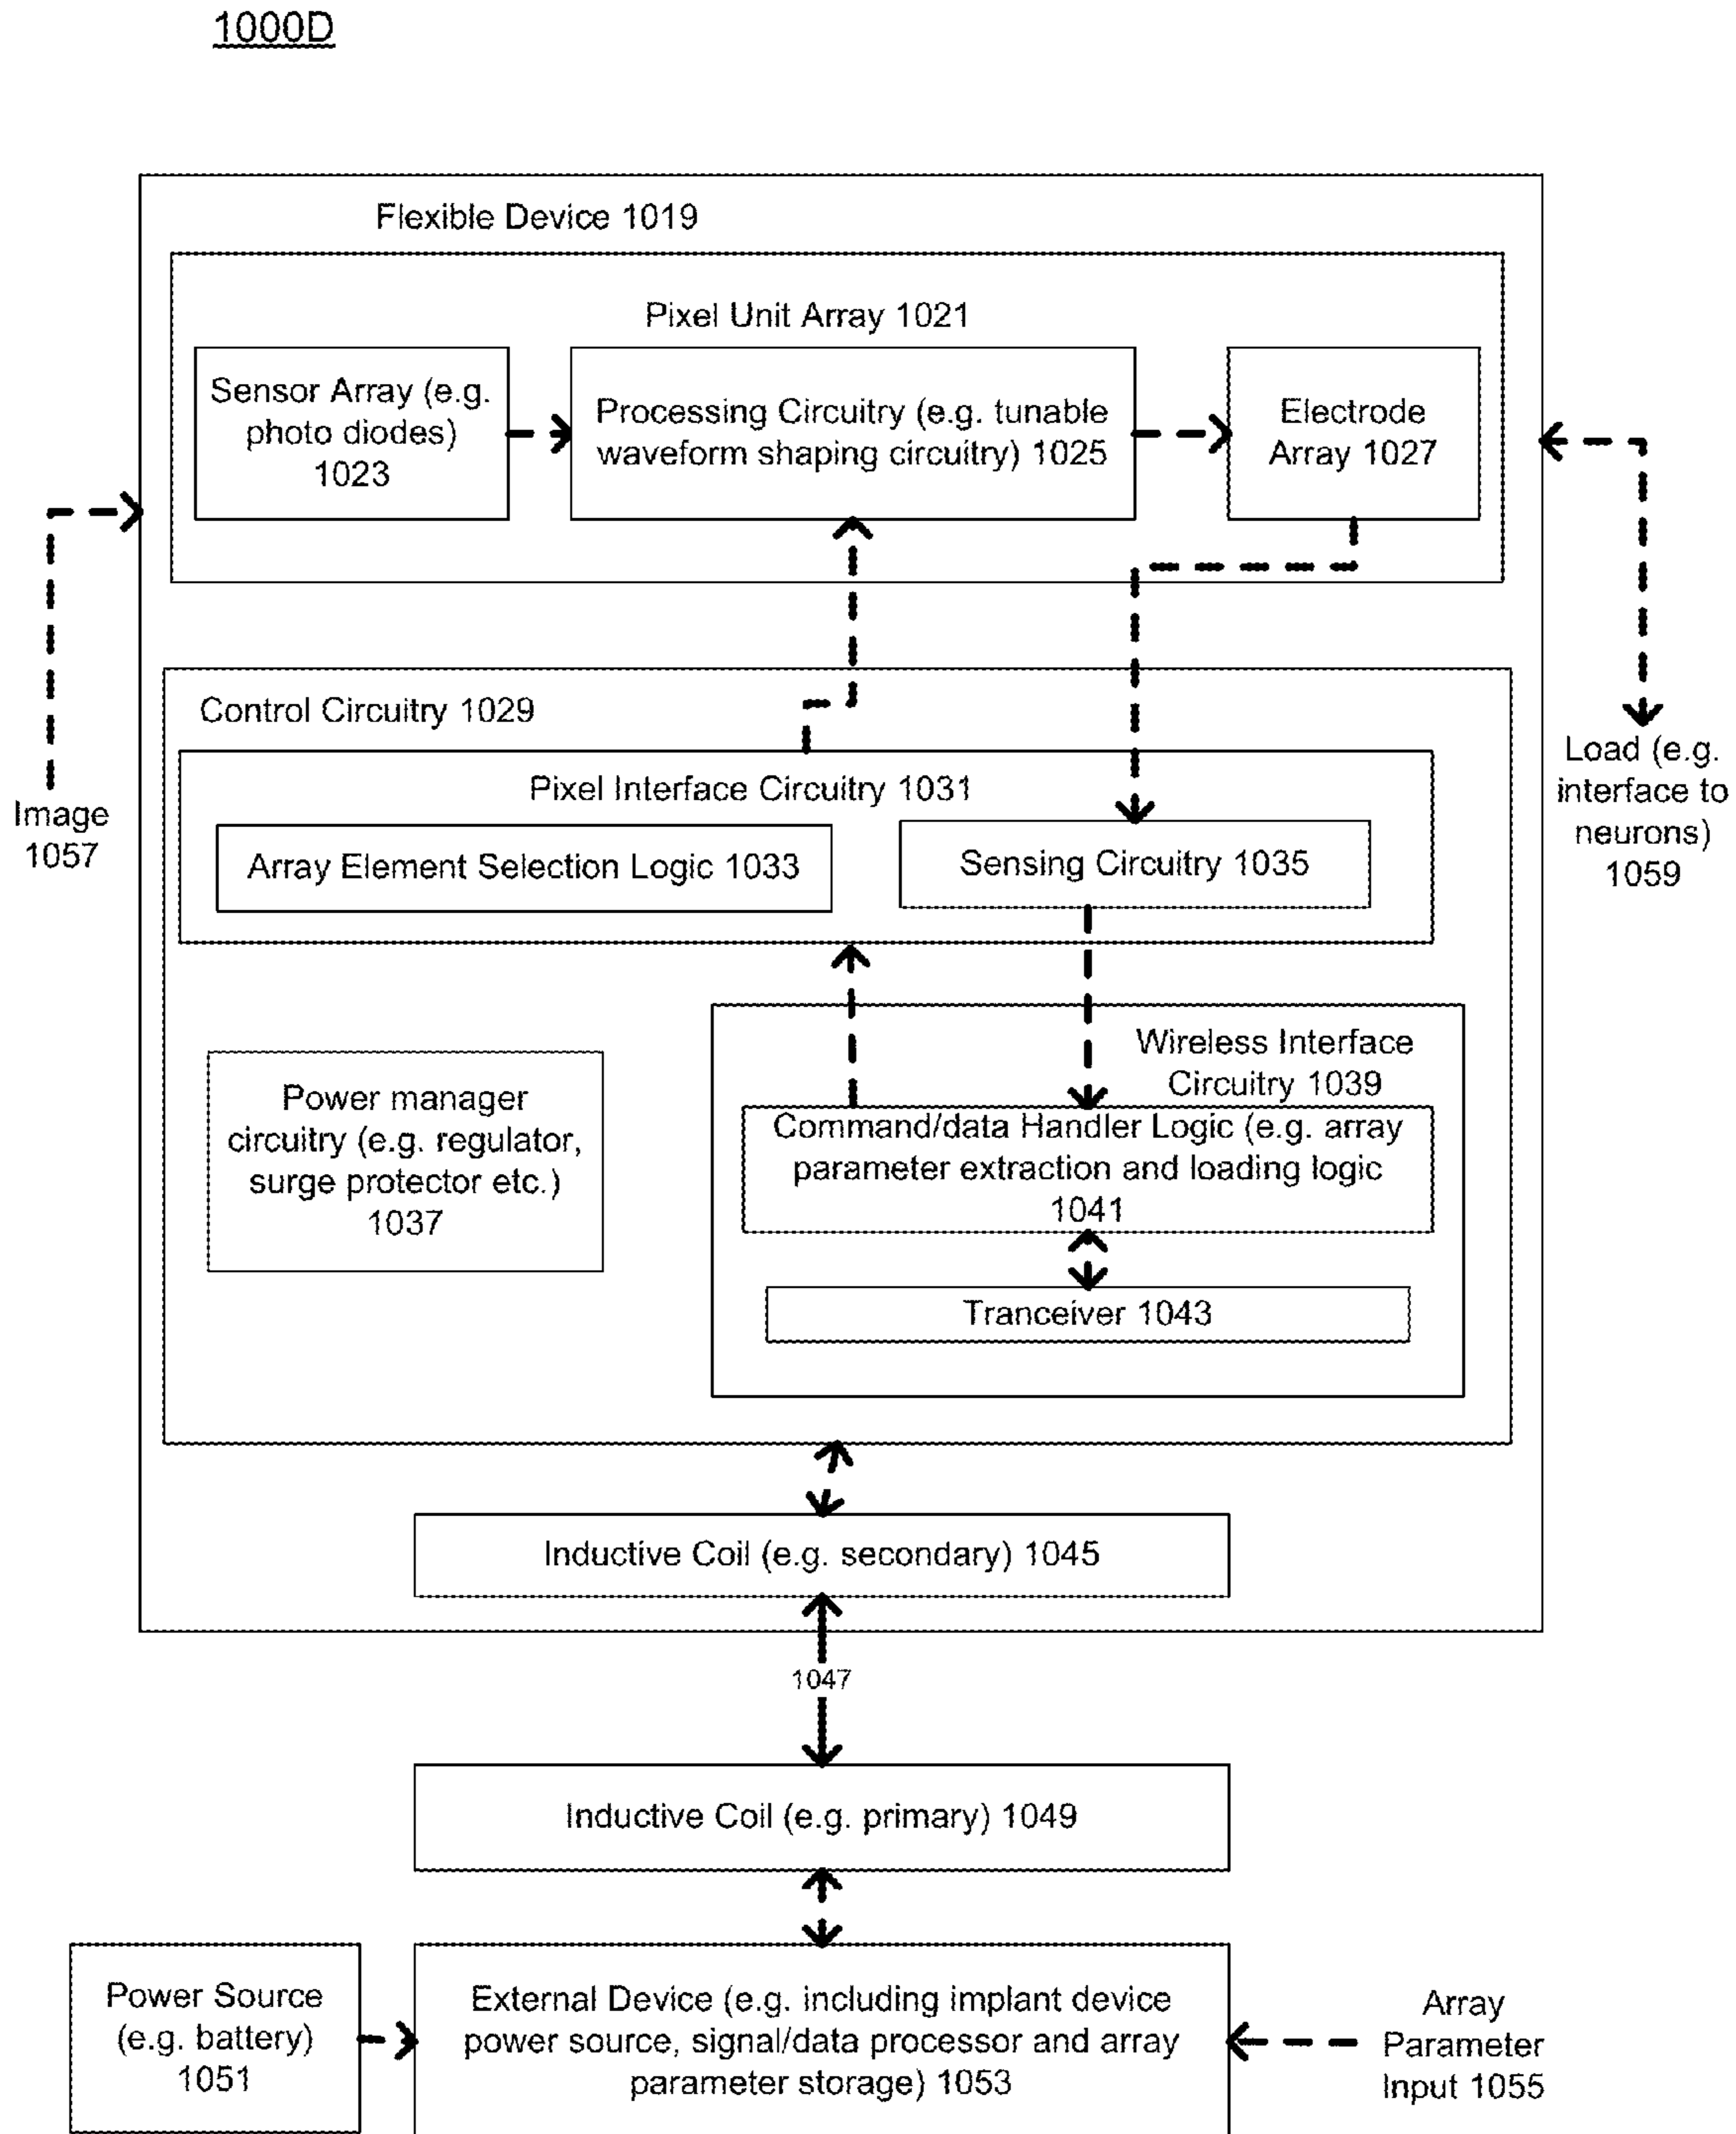 1000D
Flexible Device 1019
Pixel Unit Array 1021
Sensor Array (e.g.
photo diodes)
1023
Processing Circuitry (e.g. tunable
waveform shaping circuitry) 1025
Electrode
Array 1027
Control Circuitry 1029
Pixel Interface Circuitry 1031
Array Element Selection Logic 1033
Sensing Circuitry 1035
Image
1057
Load (e.g.
interface to
neurons)
1059
Power manager
circuitry (e.g. regulator,
surge protector etc.)
1037
Wireless Interface
Circuitry 1039
Command/data Handler Logic (e.g. array
parameter extraction and loading logic
1041
Tranceiver 1043
Inductive Coil (e.g. secondary) 1045
1047
Inductive Coil (e.g. primary) 1049
Power Source
(e.g. battery)
1051
External Device (e.g. including implant device
power source, signal/data processor and array
parameter storage) 1053
Array
Parameter
Input 1055